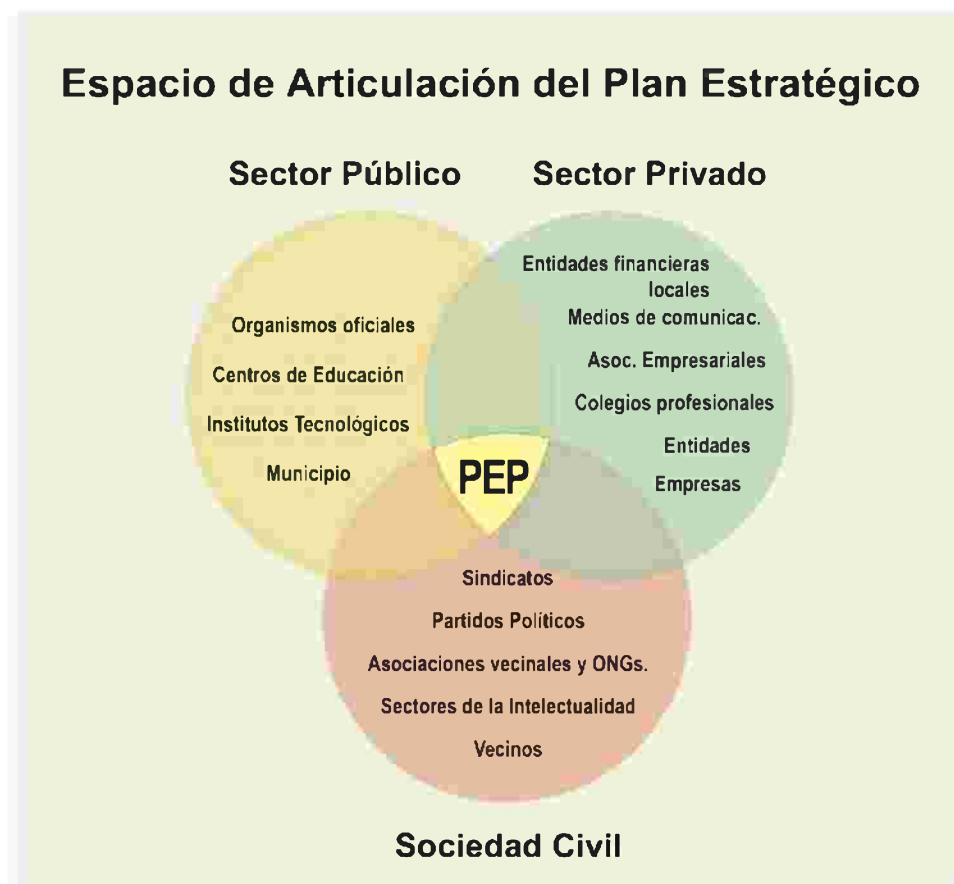 Espacio de Articulación del Plan Estratégico
Sector Público
Sector Privado
Organismos oficiales
Centros de Educación
Institutos Tecnológicos
Municipio
Entidades financieras
locales
Medios de comunicac.
Asoc. Empresariales
Colegios profesionales
Entidades
Empresas
PEP
Sindicatos
Partidos Políticos
Asociaciones vecinales y ONGs.
Sectores de la Intelectualidad
Vecinos
Sociedad Civil